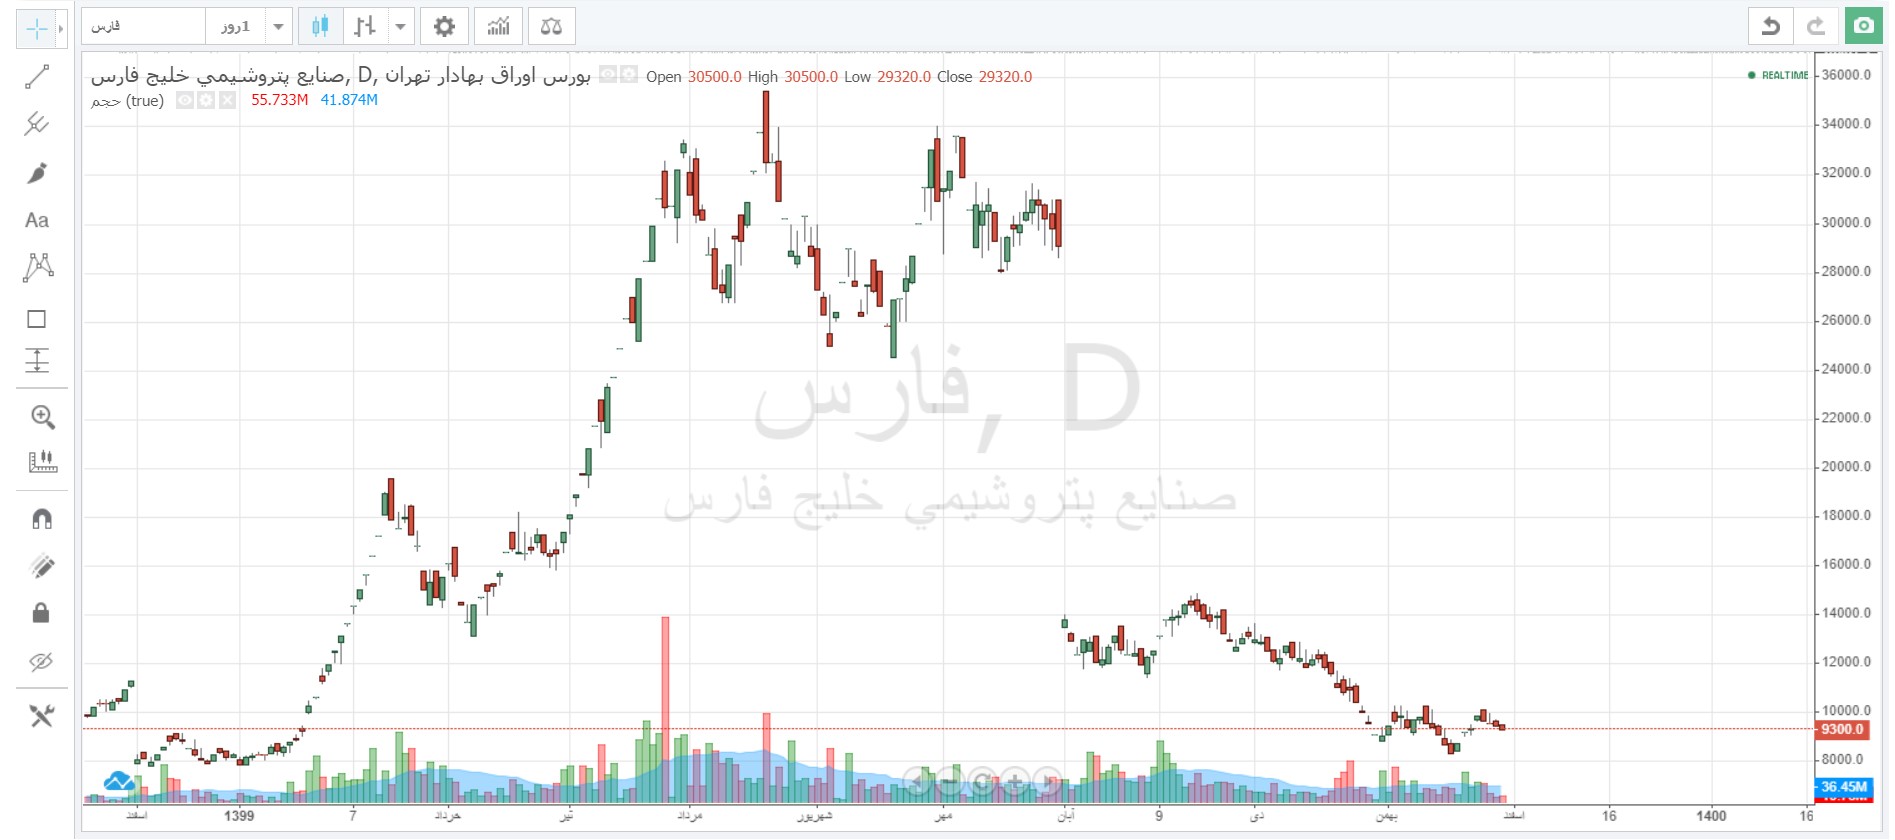 فارس
1روز
صنايع پتروشيمي خليج فارس, D, بورس اوراق بهادار تهران Open 30500.0 High 30500.0 Low 29320.0 Close 29320.0
حجم (true) 55.733M 41.874M
REALTIME
Aa
36000.0
34000.0
32000.0
30000.0
28000.0
26000.0
24000.0
22000.0
20000.0
18000.0
16000.0
14000.0
12000.0
10000.0
9300.0
8000.0
36.45M
فارس, D
صنايع پتروشيمي خليج فارس
اسفند 1399 7 خرداد تیر مرداد شهریور مهر آبان 9 دی بهمن اسفند 16 1400 16